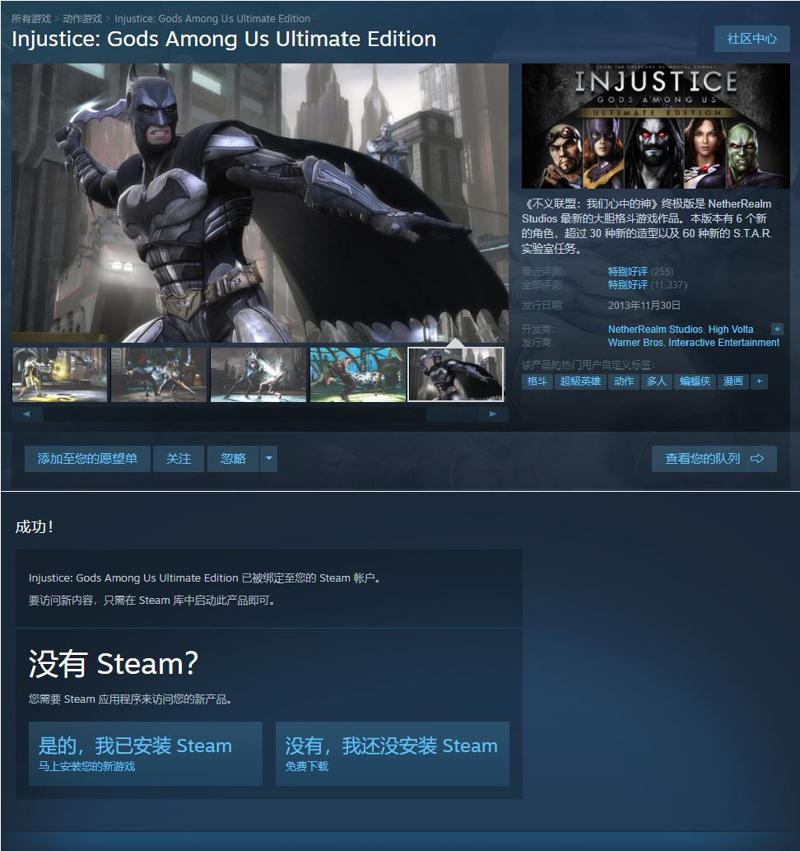 所有游戏 > 动作游戏 > Injustice: Gods Among Us Ultimate Edition
Injustice: Gods Among Us Ultimate Edition
社区中心
FROM THE CREATORS OF MORTAL KOMBAT
INJUSTICE
GODS AMONG US
ULTIMATE EDITION
《不义联盟：我们心中的神》终极版是 NetherRealm
Studios 最新的大胆格斗游戏作品。本版本有 6 个新
的角色，超过 30 种新的造型以及 60 种新的 S.T.A.R.
实验室任务。
最近评测: 特别好评 (255)
全部评测: 特别好评 (11,337)
发行日期: 2013年11月30日
开发商: NetherRealm Studios, High Volta... +
发行商: Warner Bros. Interactive Entertainment
该产品的热门用户自定义标签:
格斗 超級英雄 动作 多人 蝙蝠侠 漫画 +
添加至您的愿望单 关注 忽略 查看您的队列
成功！
Injustice: Gods Among Us Ultimate Edition 已被绑定至您的 Steam 帐户。
要访问新内容，只需在 Steam 库中启动此产品即可。
没有 Steam？
您需要 Steam 应用程序来访问您的新产品。
是的，我已安装 Steam
马上安装您的新游戏
没有，我还没安装 Steam
免费下载